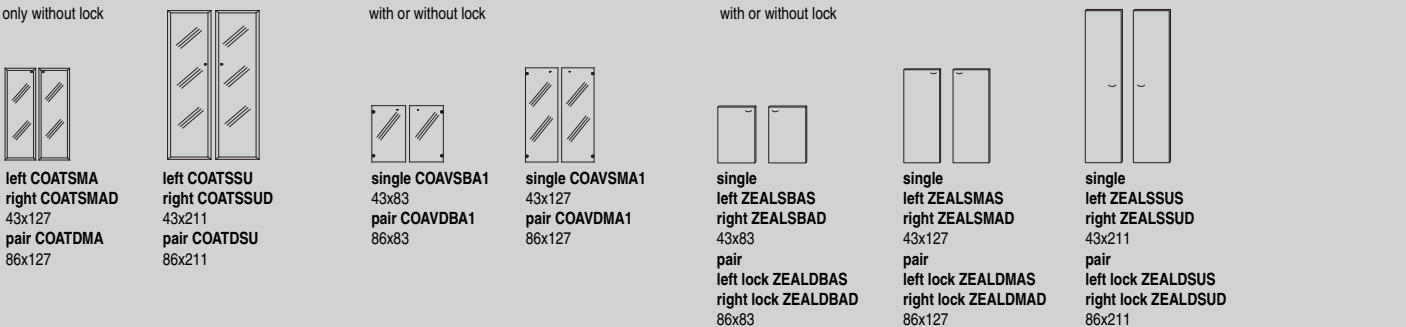 only without lock
left COATSMA
right COATSMAD
43x127
pair COATDMA
86x127
left COATSSU
right COATSSUD
43x211
pair COATDSU
86x211
with or without lock
single COAVSBA1
43x83
pair COAVDBA1
86x83
single COAVSMA1
43x127
pair COAVDMA1
86x127
with or without lock
single
left ZEALSBAS
right ZEALSBAD
43x83
pair
left lock ZEALDBAS
right lock ZEALDBAD
86x83
single
left ZEALSMAS
right ZEALSMAD
43x127
pair
left lock ZEALDMAS
right lock ZEALDMAD
86x127
single
left ZEALSSUS
right ZEALSSUD
43x211
pair
left lock ZEALDSUS
right lock ZEALDSUD
86x211